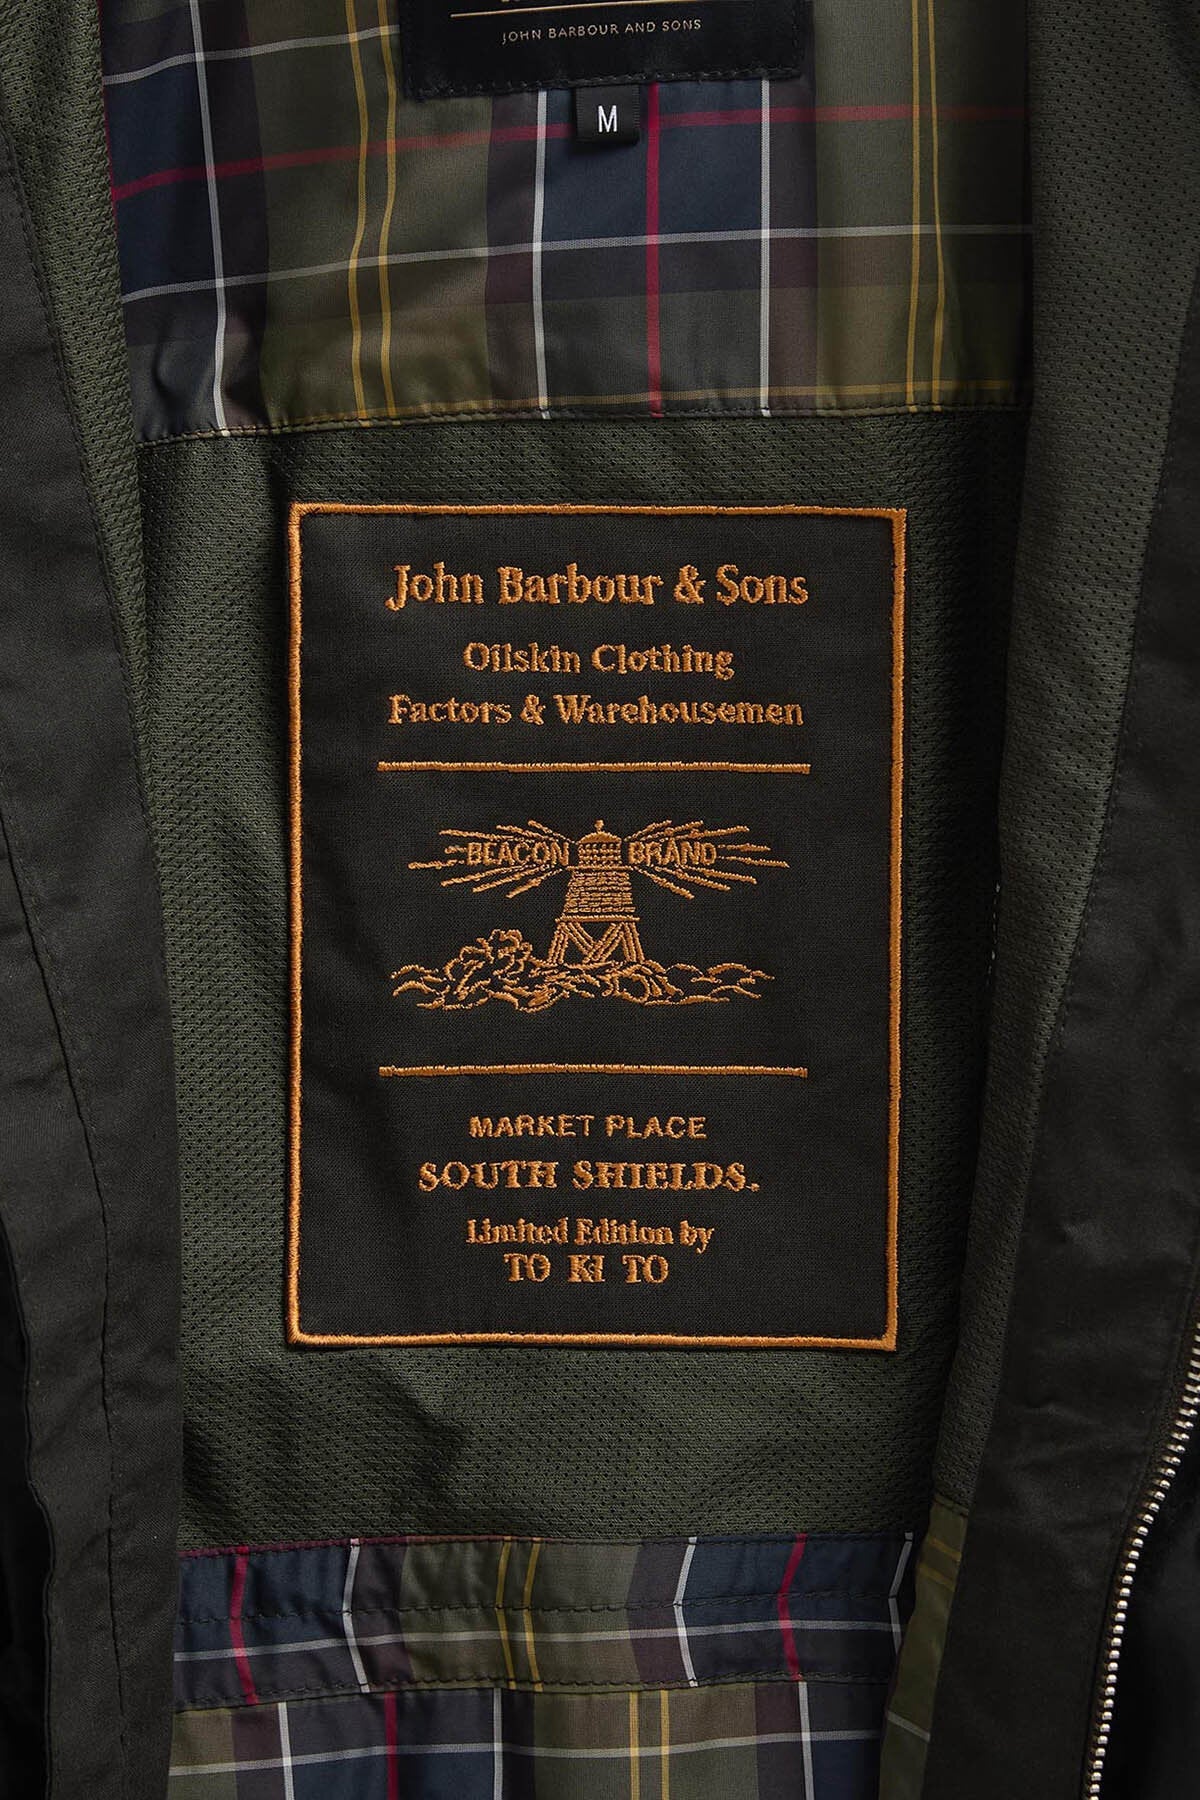 JOHN BARBOUR AND SONS
M
John Barbour & Sons
Oilskin Clothing
Factors & Warehousemen
BEACON BRAND
MARKET PLACE
SOUTH SHIELDS.
Limited Edition by
TO KI TO